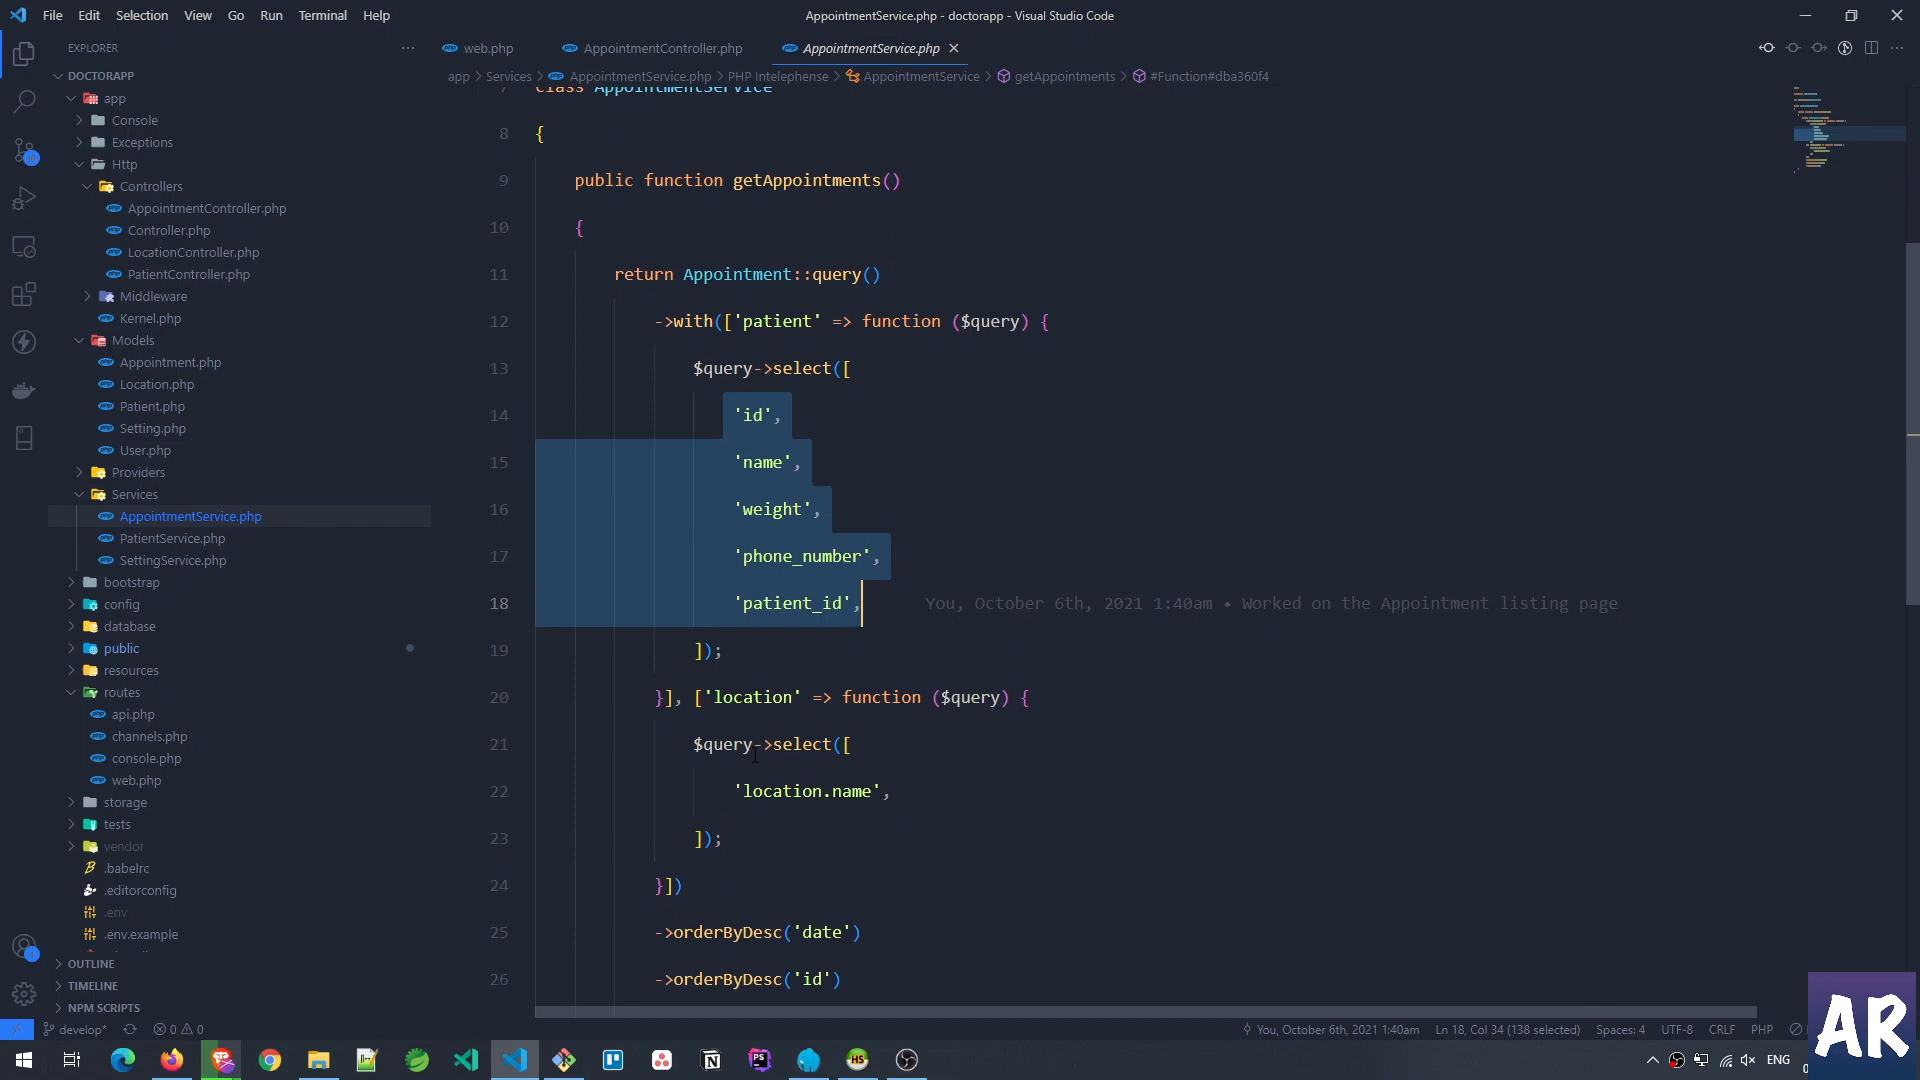 File Edit Selection View Go Run Terminal Help
AppointmentService.php - doctorapp - Visual Studio Code
EXPLORER
web.php
AppointmentController.php
AppointmentService.php
DOCTORAPP
app > Services > AppointmentService.php > PHP Intelephense > AppointmentService > getAppointments > #Function#dba360f4
app
Console
Exceptions
Http
Controllers
AppointmentController.php
Controller.php
LocationController.php
PatientController.php
Middleware
Kernel.php
Models
Appointment.php
Location.php
Patient.php
Setting.php
User.php
Providers
Services
AppointmentService.php
PatientService.php
SettingService.php
bootstrap
config
database
public
resources
routes
api.php
channels.php
console.php
web.php
storage
tests
vendor
.babelrc
.editorconfig
.env
.env.example
OUTLINE
TIMELINE
NPM SCRIPTS
7 class AppointmentService
8 {
9 public function getAppointments()
10 {
11 return Appointment::query()
12 ->with(['patient' => function ($query) {
13 $query->select([
14 'id',
15 'name',
16 'weight',
17 'phone_number',
18 'patient_id', You, October 6th, 2021 1:40am • Worked on the Appointment listing page
19 ]);
20 }], ['location' => function ($query) {
21 $query->select([
22 'location.name',
23 ]);
24 }])
25 ->orderByDesc('date')
26 ->orderByDesc('id')
develop* 0 0
You, October 6th, 2021 1:40am Ln 18, Col 34 (138 selected) Spaces: 4 UTF-8 CRLF PHP
ENG
AR